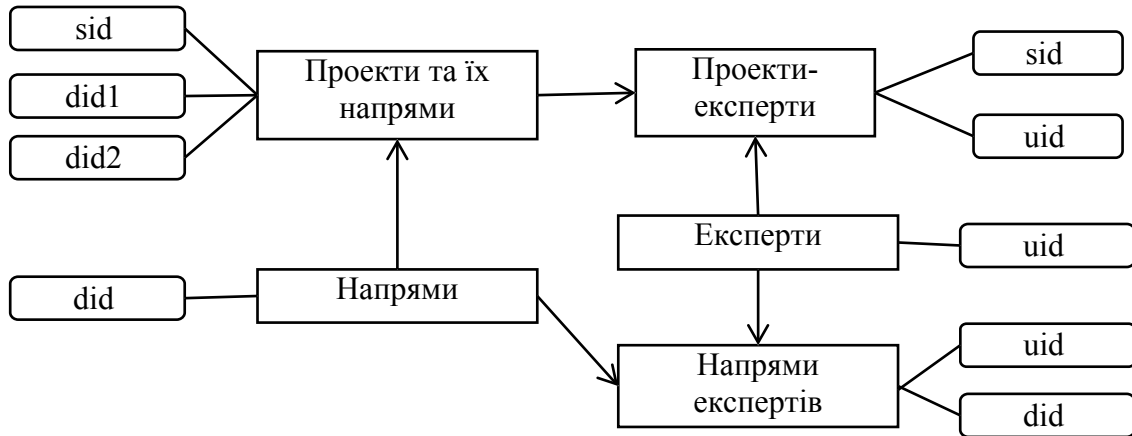 sid
did1
did2
Проекти та їх
напрями
Проекти-
експерти
sid
uid
Експерти
uid
did
Напрями
Напрями
експертів
uid
did